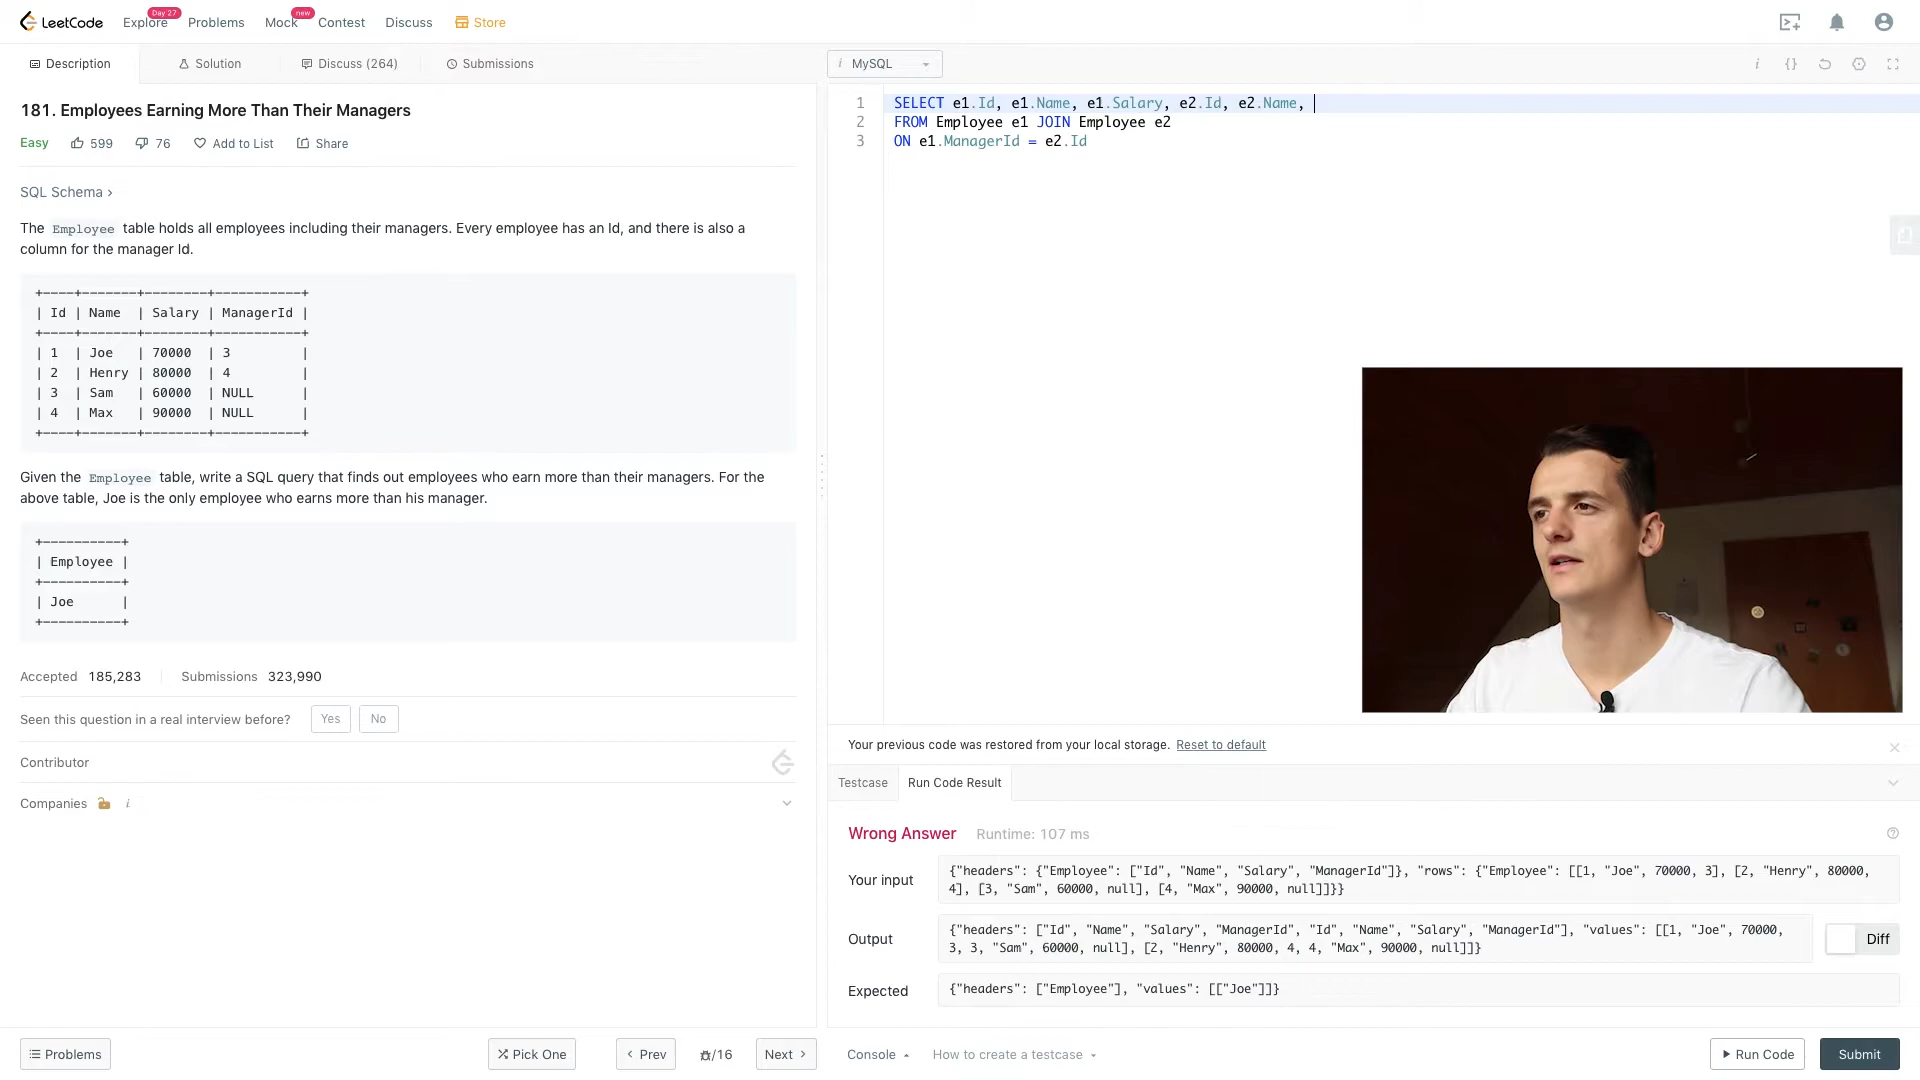 LeetCode
Explore
Day 27
Problems
Mock
new
Contest
Discuss
Store
Description
Solution
Discuss (264)
Submissions
181. Employees Earning More Than Their Managers
Easy
599
76
Add to List
Share
SQL Schema ›
The Employee table holds all employees including their managers. Every employee has an Id, and there is also a
column for the manager Id.
+----+-------+--------+-----------+
| Id | Name  | Salary | ManagerId |
+----+-------+--------+-----------+
| 1  | Joe   | 70000  | 3         |
| 2  | Henry | 80000  | 4         |
| 3  | Sam   | 60000  | NULL      |
| 4  | Max   | 90000  | NULL      |
+----+-------+--------+-----------+
Given the Employee table, write a SQL query that finds out employees who earn more than their managers. For the
above table, Joe is the only employee who earns more than his manager.
+----------+
| Employee |
+----------+
| Joe      |
+----------+
Accepted 185,283
Submissions 323,990
Seen this question in a real interview before?
Yes
No
Contributor
Companies i
Problems
Pick One
‹ Prev
/16
Next ›
i MySQL
i {}
1 SELECT e1.Id, e1.Name, e1.Salary, e2.Id, e2.Name,
2 FROM Employee e1 JOIN Employee e2
3 ON e1.ManagerId = e2.Id
Your previous code was restored from your local storage. Reset to default
Testcase
Run Code Result
Wrong Answer
Runtime: 107 ms
Your input
{"headers": {"Employee": ["Id", "Name", "Salary", "ManagerId"]}, "rows": {"Employee": [[1, "Joe", 70000, 3], [2, "Henry", 80000,
4], [3, "Sam", 60000, null], [4, "Max", 90000, null]]}}
Output
{"headers": ["Id", "Name", "Salary", "ManagerId", "Id", "Name", "Salary", "ManagerId"], "values": [[1, "Joe", 70000,
3, 3, "Sam", 60000, null], [2, "Henry", 80000, 4, 4, "Max", 90000, null]]}
Diff
Expected
{"headers": ["Employee"], "values": [["Joe"]]}
Console
How to create a testcase
Run Code
Submit